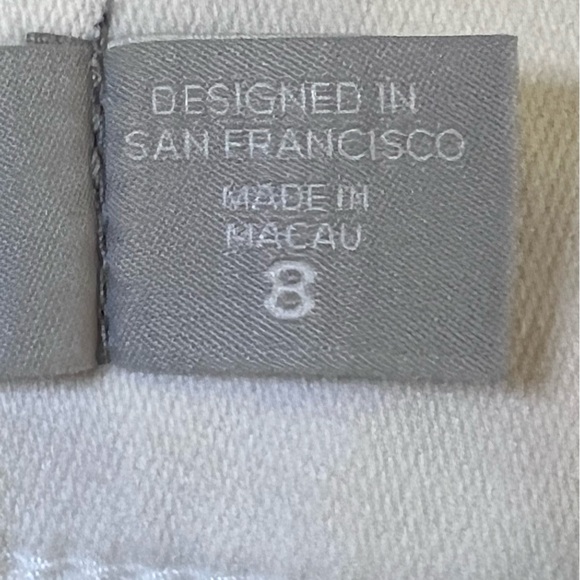 DESIGNED IN
SAN FRANCISCO
MADE IN
MACAU
8